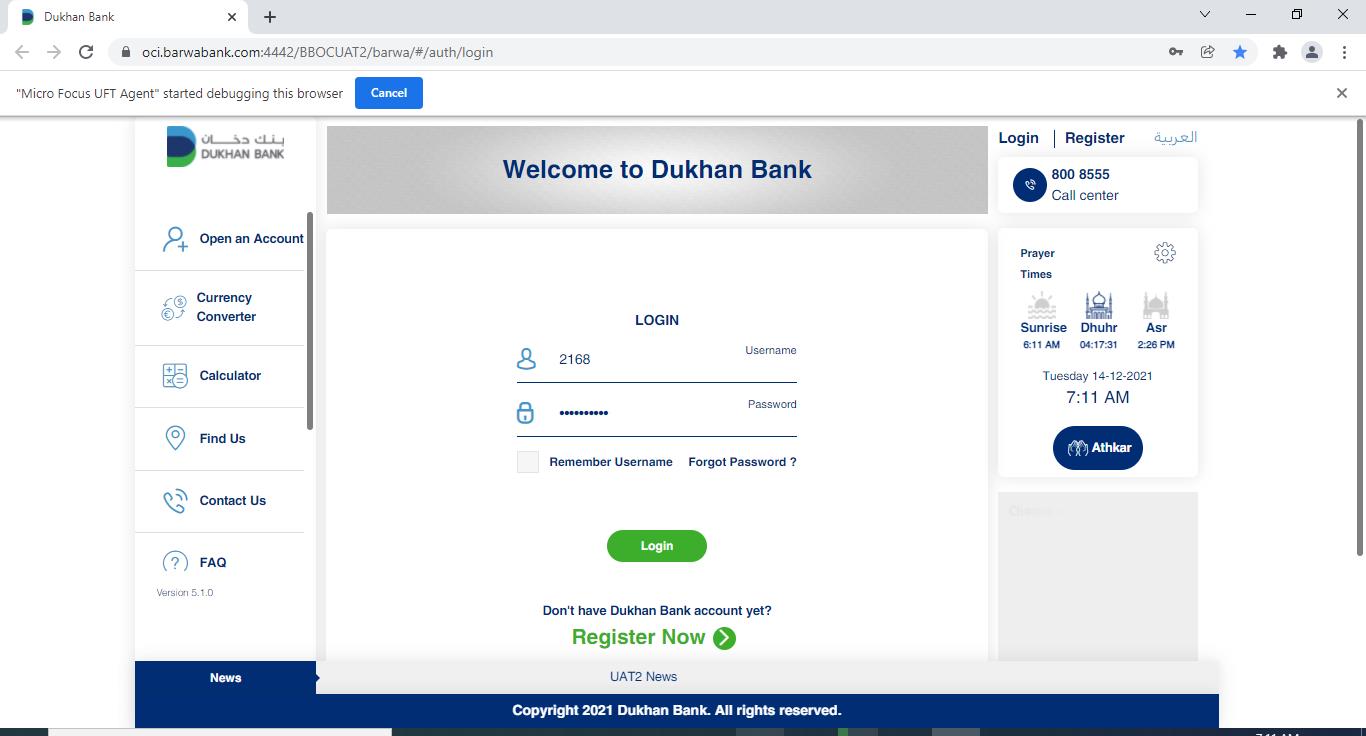 Dukhan Bank
oci.barwabank.com:4442/BBOCUAT2/barwa/#/auth/login
"Micro Focus UFT Agent" started debugging this browser
Cancel
بنك دخان
DUKHAN BANK
Open an Account
Currency
Converter
Calculator
Find Us
Contact Us
FAQ
Version 5.1.0
Welcome to Dukhan Bank
LOGIN
Username
2168
Password
••••••••••
Remember Username Forgot Password ?
Login
Don't have Dukhan Bank account yet?
Register Now
Login | Register العربية
800 8555
Call center
Prayer
Times
Sunrise Dhuhr Asr
6:11 AM 04:17:31 2:26 PM
Tuesday 14-12-2021
7:11 AM
Athkar
News
UAT2 News
Copyright 2021 Dukhan Bank. All rights reserved.
7:11 AM